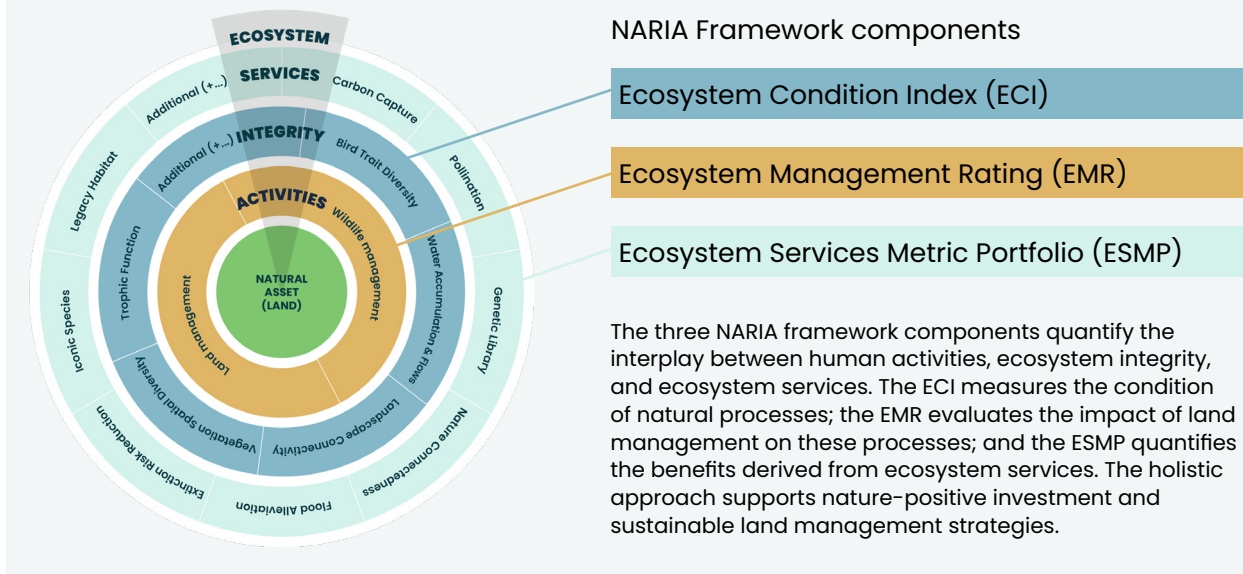 ECOSYSTEM
SERVICES
Additional (+...)
Carbon Capture
Pollination
Genetic Library
Nature Connectedness
Flood Alleviation
Extinction Risk Reduction
Iconic Species
Legacy Habitat
INTEGRITY
Additional (+...)
Bird Trait Diversity
Water Accumulation & Flows
Landscape Connectivity
Vegetation Spatial Diversity
Trophic Function
ACTIVITIES
Wildlife management
Land management
NATURAL
ASSET
(LAND)
NARIA Framework components
Ecosystem Condition Index (ECI)
Ecosystem Management Rating (EMR)
Ecosystem Services Metric Portfolio (ESMP)
The three NARIA framework components quantify the
interplay between human activities, ecosystem integrity,
and ecosystem services. The ECI measures the condition
of natural processes; the EMR evaluates the impact of land
management on these processes; and the ESMP quantifies
the benefits derived from ecosystem services. The holistic
approach supports nature-positive investment and
sustainable land management strategies.